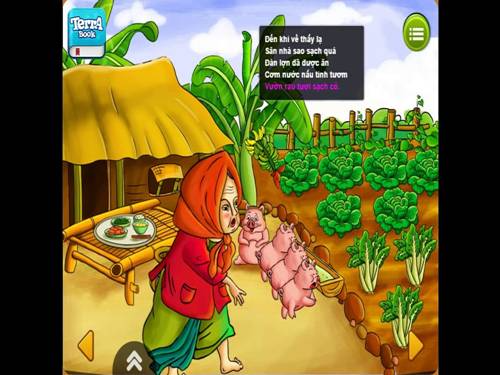 TerrA
Book
Đến khi về thấy lạ
Sân nhà sao sạch quá
Đàn lợn đã được ăn
Cơm nước nấu tinh tươm
Vườn rau tươi sạch cỏ.